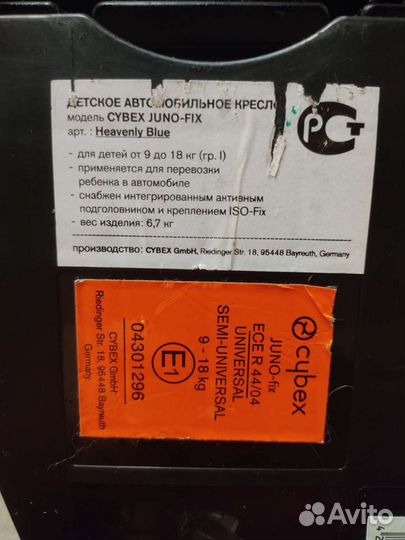 ДЕТСКОЕ АВТОМОБИЛЬНОЕ КРЕСЛО
модель CYBEX JUNO-FIX
арт. : Heavenly Blue
РСТ
- для детей от 9 до 18 кг (гр. I)
- применяется для перевозки
ребенка в автомобиле
- снабжен интегрированным активным
подголовником и креплением ISO-Fix
- вес изделия: 6,7 кг
производство: CYBEX GmbH, Riedinger Str. 18, 95448 Bayreuth, Germany
cybex
JUNO-fix
ECE R 44/04
UNIVERSAL
SEMI-UNIVERSAL
9 - 18 kg
E1
04301296
CYBEX GmbH
Riedinger Str. 18, 95448 Bayreuth
Germany
Avito